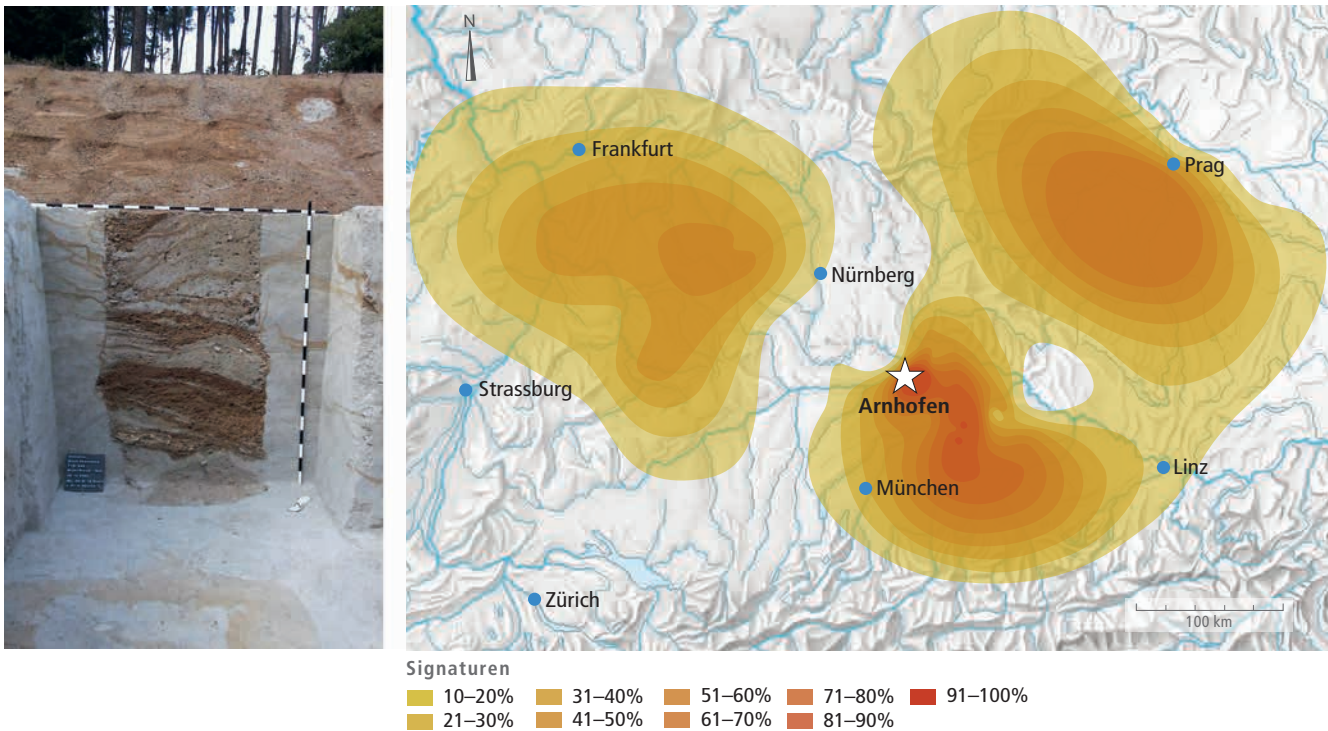 N
Frankfurt
Prag
Nürnberg
Strassburg
Arnhofen
Linz
München
Zürich
100 km
Signaturen
10–20%
31–40%
51–60%
71–80%
91–100%
21–30%
41–50%
61–70%
81–90%